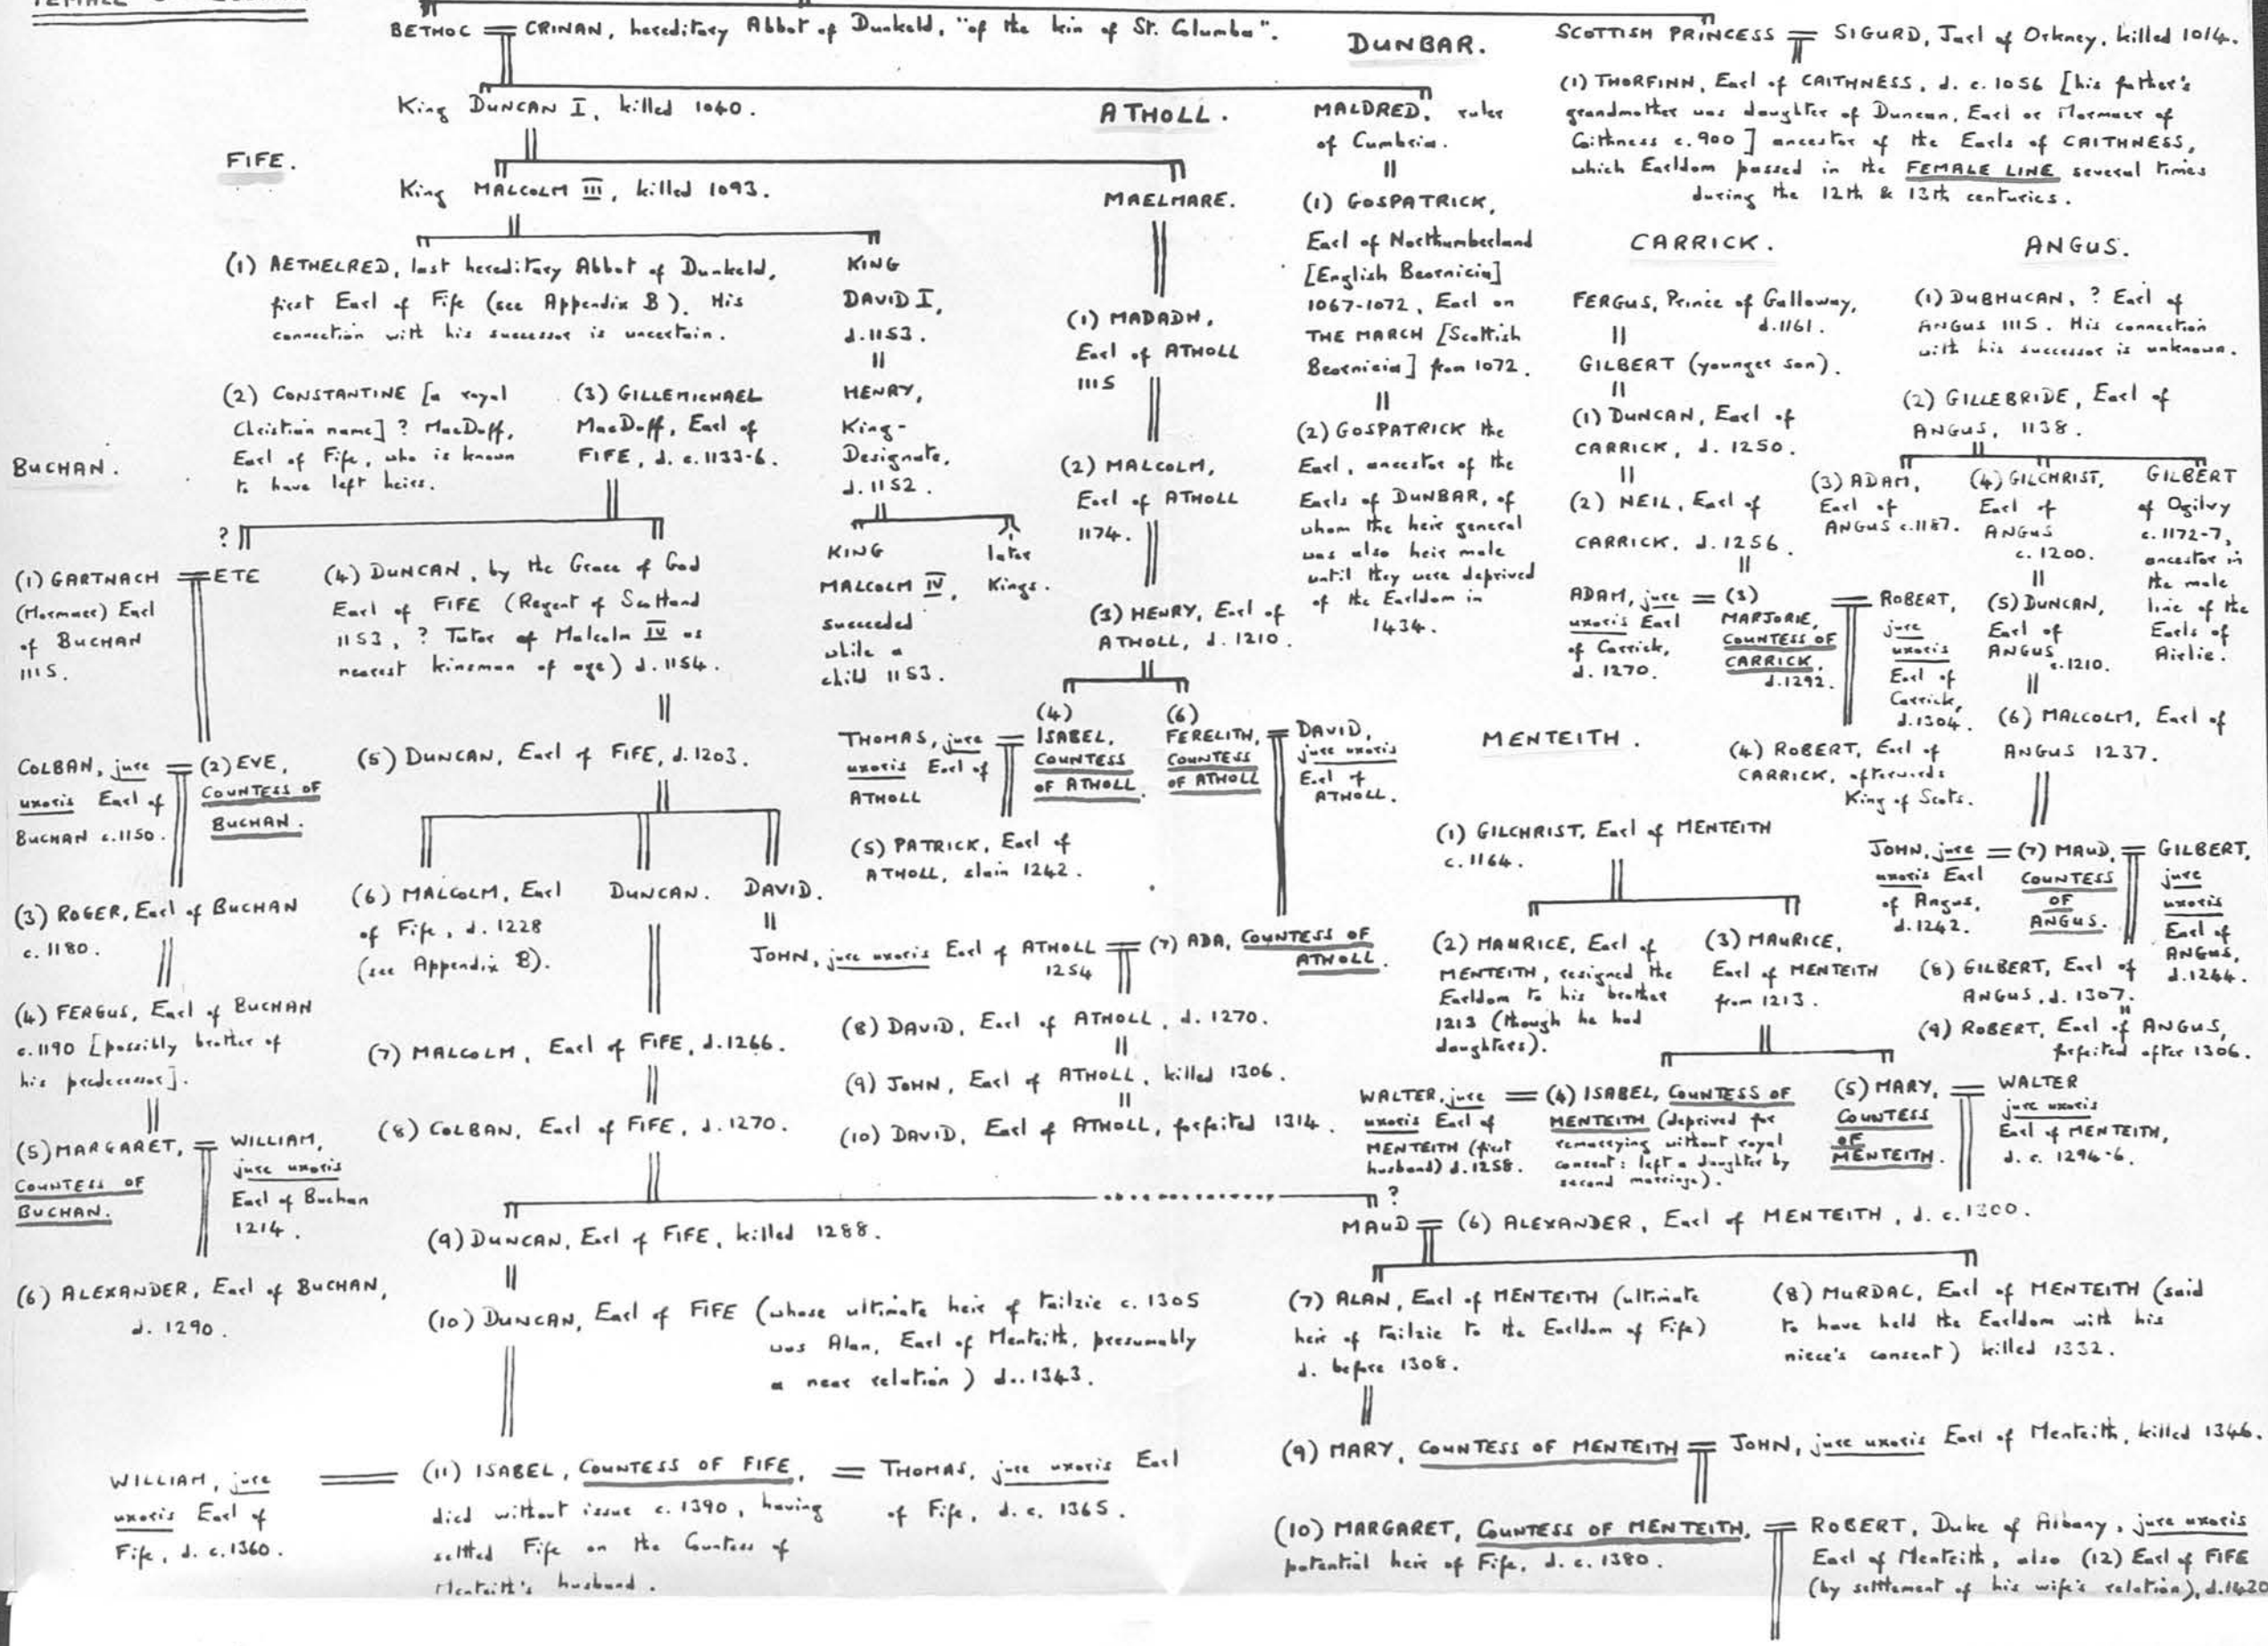 BETHOC = CRINAN, hereditary Abbot of Dunkeld, "of the kin of St. Columba".
King DUNCAN I, killed 1040.
FIFE.
King MALCOLM III, killed 1093.
(1) AETHELRED, last hereditary Abbot of Dunkeld,
first Earl of Fife (see Appendix B). His
connection with his successor is uncertain.
KING
DAVID I,
d. 1153.
HENRY,
King-
Designate,
d. 1152.
KING
MALCOLM IV,
succeeded
while a
child 1153.
later
Kings.
(2) CONSTANTINE [a royal
Christian name] ? MacDuff,
Earl of Fife, who is known
to have left heirs.
(3) GILLEMICHAEL
MacDuff, Earl of
FIFE, d. c. 1133-6.
BUCHAN.
?
(1) GARTNACH = ETE
(Mormaer) Earl
of BUCHAN
1115.
(4) DUNCAN, by the Grace of God
Earl of FIFE (Regent of Scotland
1153, ? Tutor of Malcolm IV as
nearest kinsman of age) d. 1154.
COLBAN, jure
uxoris Earl of
BUCHAN c. 1150.
= (2) EVE,
COUNTESS OF
BUCHAN.
(5) DUNCAN, Earl of FIFE, d. 1203.
(3) ROGER, Earl of BUCHAN
c. 1180.
(6) MALCOLM, Earl
of Fife, d. 1228
(see Appendix B).
DUNCAN.
DAVID.
(4) FERGUS, Earl of BUCHAN
c. 1190 [possibly brother of
his predecessor].
(7) MALCOLM, Earl of FIFE, d. 1266.
(8) COLBAN, Earl of FIFE, d. 1270.
(5) MARGARET,
COUNTESS OF
BUCHAN.
= WILLIAM,
jure uxoris
Earl of Buchan
1214.
(6) ALEXANDER, Earl of BUCHAN,
d. 1290.
(9) DUNCAN, Earl of FIFE, killed 1288.
(10) DUNCAN, Earl of FIFE (whose ultimate heir of tailzie c. 1305
was Alan, Earl of Menteith, presumably
a near relation) d.. 1343.
WILLIAM, jure
uxoris Earl of
Fife, d. c. 1360.
= (11) ISABEL, COUNTESS OF FIFE,
died without issue c. 1390, having
settled Fife on the Countess of
Menteith's husband.
= THOMAS, jure uxoris Earl
of Fife, d. c. 1365.
ATHOLL.
MAELMARE.
(1) MADADH,
Earl of ATHOLL
1115
(2) MALCOLM,
Earl of ATHOLL
1174.
(3) HENRY, Earl of
ATHOLL, d. 1210.
THOMAS, jure
uxoris Earl of
ATHOLL
= (4)
ISABEL,
COUNTESS
OF ATHOLL.
(6)
FERELITH,
COUNTESS
OF ATHOLL
= DAVID,
jure uxoris
Earl of
ATHOLL.
(5) PATRICK, Earl of
ATHOLL, slain 1242.
JOHN, jure uxoris Earl of ATHOLL
1254
= (7) ADA, COUNTESS OF
ATHOLL.
(8) DAVID, Earl of ATHOLL, d. 1270.
(9) JOHN, Earl of ATHOLL, killed 1306.
(10) DAVID, Earl of ATHOLL, forfeited 1314.
DUNBAR.
MALDRED, ruler
of Cumbria.
(1) GOSPATRICK,
Earl of Northumberland
[English Beornicia]
1067-1072, Earl on
THE MARCH [Scottish
Beornicia] from 1072.
(2) GOSPATRICK the
Earl, ancestor of the
Earls of DUNBAR, of
whom the heir general
was also heir male
until they were deprived
of the Earldom in
1434.
SCOTTISH PRINCESS = SIGURD, Jarl of Orkney, killed 1014.
(1) THORFINN, Earl of CAITHNESS, d. c. 1056 [his father's
grandmother was daughter of Duncan, Earl or Mormaer of
Caithness c. 900] ancestor of the Earls of CAITHNESS,
which Earldom passed in the FEMALE LINE several times
during the 12th & 13th centuries.
CARRICK.
FERGUS, Prince of Galloway,
d. 1161.
GILBERT (younger son).
(1) DUNCAN, Earl of
CARRICK, d. 1250.
(2) NEIL, Earl of
CARRICK, d. 1256.
ADAM, jure
uxoris Earl
of Carrick,
d. 1270.
= (3)
MARJORIE,
COUNTESS OF
CARRICK.
d. 1292.
= ROBERT,
jure
uxoris
Earl of
Carrick,
d. 1304.
(4) ROBERT, Earl of
CARRICK, afterwards
King of Scots.
ANGUS.
(1) DUBHUCAN, ? Earl of
ANGUS 1115. His connection
with his successor is unknown.
(2) GILLEBRIDE, Earl of
ANGUS, 1138.
(3) ADAM,
Earl of
ANGUS c. 1187.
(4) GILCHRIST,
Earl of
ANGUS
c. 1200.
GILBERT
of Ogilvy
c. 1172-7,
ancestor in
the male
line of the
Earls of
Airlie.
(5) DUNCAN,
Earl of
ANGUS
c. 1210.
(6) MALCOLM, Earl of
ANGUS 1237.
JOHN, jure
uxoris Earl
of Angus,
d. 1242.
= (7) MAUD,
COUNTESS
OF
ANGUS.
= GILBERT,
jure
uxoris
Earl of
ANGUS,
d. 1244.
(8) GILBERT, Earl of
ANGUS, d. 1307.
(9) ROBERT, Earl of ANGUS,
forfeited after 1306.
MENTEITH.
(1) GILCHRIST, Earl of MENTEITH
c. 1164.
(2) MAURICE, Earl of
MENTEITH, resigned the
Earldom to his brother
1213 (though he had
daughters).
(3) MAURICE,
Earl of MENTEITH
from 1213.
WALTER, jure
uxoris Earl of
MENTEITH (first
husband) d. 1258.
= (4) ISABEL, COUNTESS OF
MENTEITH (deprived for
remarrying without royal
consent: left a daughter by
second marriage).
(5) MARY,
COUNTESS
OF
MENTEITH.
= WALTER
jure uxoris
Earl of MENTEITH,
d. c. 1294-6.
?
MAUD = (6) ALEXANDER, Earl of MENTEITH, d. c. 1300.
(7) ALAN, Earl of MENTEITH (ultimate
heir of tailzie to the Earldom of Fife)
d. before 1308.
(8) MURDAC, Earl of MENTEITH (said
to have held the Earldom with his
niece's consent) killed 1332.
(9) MARY, COUNTESS OF MENTEITH = JOHN, jure uxoris Earl of Menteith, killed 1346.
(10) MARGARET, COUNTESS OF MENTEITH,
potential heir of Fife, d. c. 1380.
= ROBERT, Duke of Albany, jure uxoris
Earl of Menteith, also (12) Earl of FIFE
(by settlement of his wife's relation), d. 1420